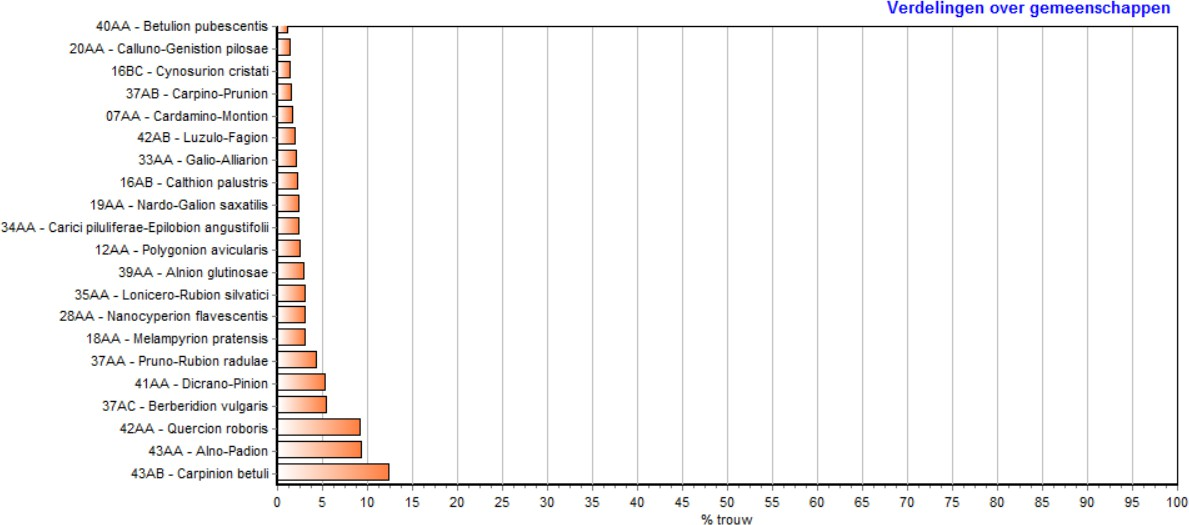 Verdelingen over gemeenschappen
40AA - Betulion pubescentis
20AA - Calluno-Genistion pilosae
16BC - Cynosurion cristati
37AB - Carpino-Prunion
07AA - Cardamino-Montion
42AB - Luzulo-Fagion
33AA - Galio-Alliarion
16AB - Calthion palustris
19AA - Nardo-Galion saxatilis
34AA - Carici piluliferae-Epilobion angustifolii
12AA - Polygonion avicularis
39AA - Alnion glutinosae
35AA - Lonicero-Rubion silvatici
28AA - Nanocyperion flavescentis
18AA - Melampyrion pratensis
37AA - Pruno-Rubion radulae
41AA - Dicrano-Pinion
37AC - Berberidion vulgaris
42AA - Quercion roboris
43AA - Alno-Padion
43AB - Carpinion betuli
0 5 10 15 20 25 30 35 40 45 50 55 60 65 70 75 80 85 90 95 100
% trouw